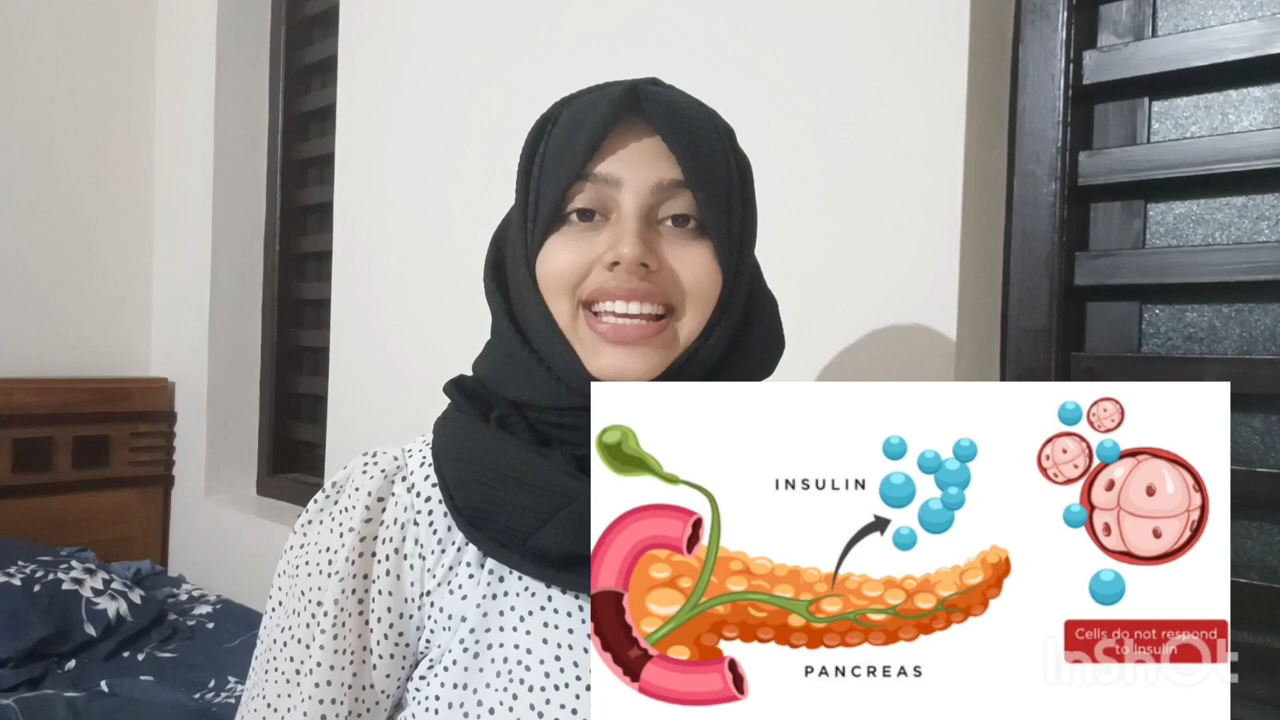 INSULIN
PANCREAS
Cells do not respond
to Insulin
InShOt